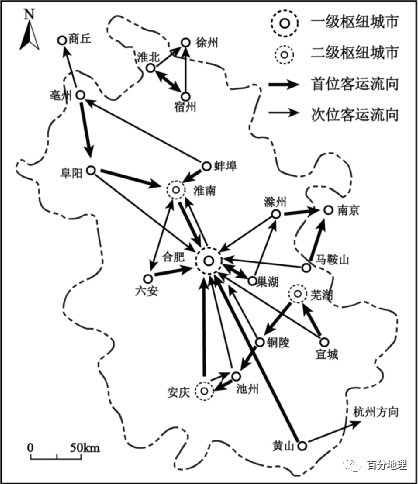 N
商丘
徐州
淮北
宿州
亳州
阜阳
蚌埠
淮南
滁州
南京
合肥
马鞍山
巢湖
六安
芜湖
铜陵
宣城
安庆
池州
黄山
杭州方向
一级枢纽城市
二级枢纽城市
首位客运流向
次位客运流向
0 50km
百分地理